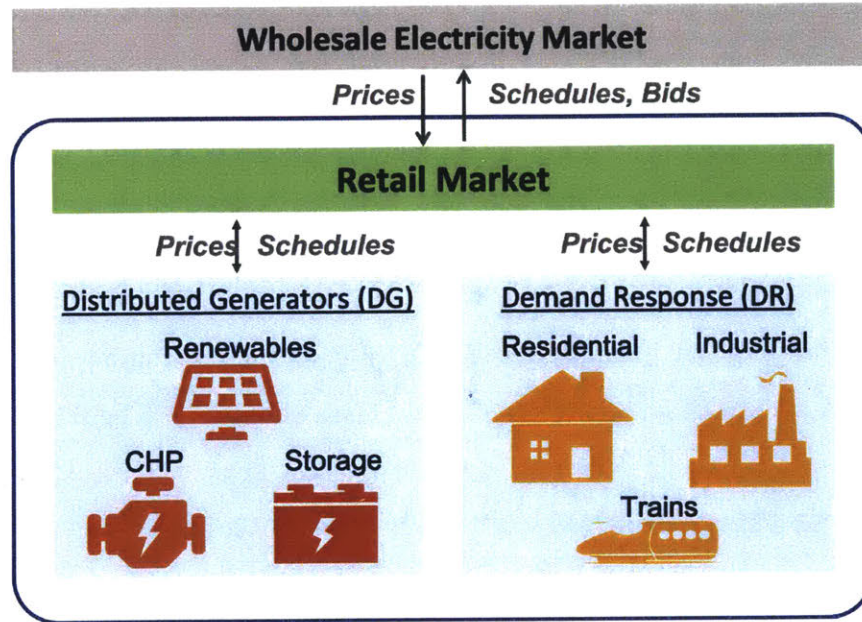 Wholesale Electricity Market
Prices Schedules, Bids
Retail Market
Prices Schedules
Prices Schedules
Distributed Generators (DG)
Renewables
CHP
Storage
Demand Response (DR)
Residential
Industrial
Trains